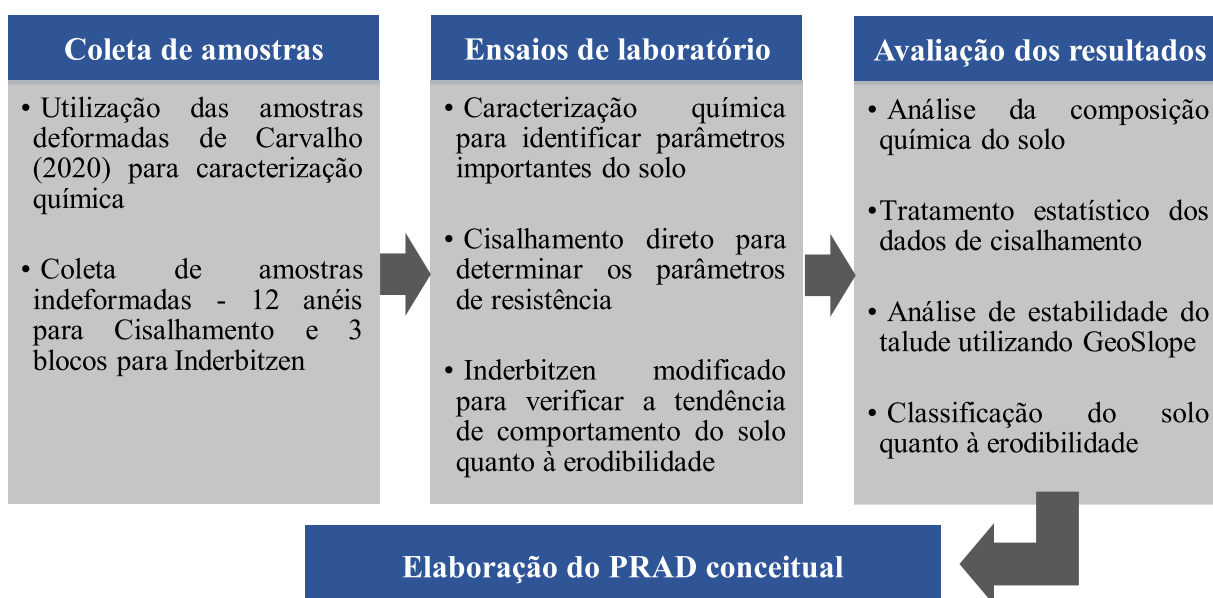 Coleta de amostras
• Utilização das amostras
deformadas de Carvalho
(2020) para caracterização
química
• Coleta de amostras
indeformadas - 12 anéis
para Cisalhamento e 3
blocos para Inderbitzen
Ensaios de laboratório
• Caracterização química
para identificar parâmetros
importantes do solo
• Cisalhamento direto para
determinar os parâmetros
de resistência
• Inderbitzen modificado
para verificar a tendência
de comportamento do solo
quanto à erodibilidade
Avaliação dos resultados
• Análise da composição
química do solo
•Tratamento estatístico dos
dados de cisalhamento
• Análise de estabilidade do
talude utilizando GeoSlope
• Classificação do solo
quanto à erodibilidade
Elaboração do PRAD conceitual